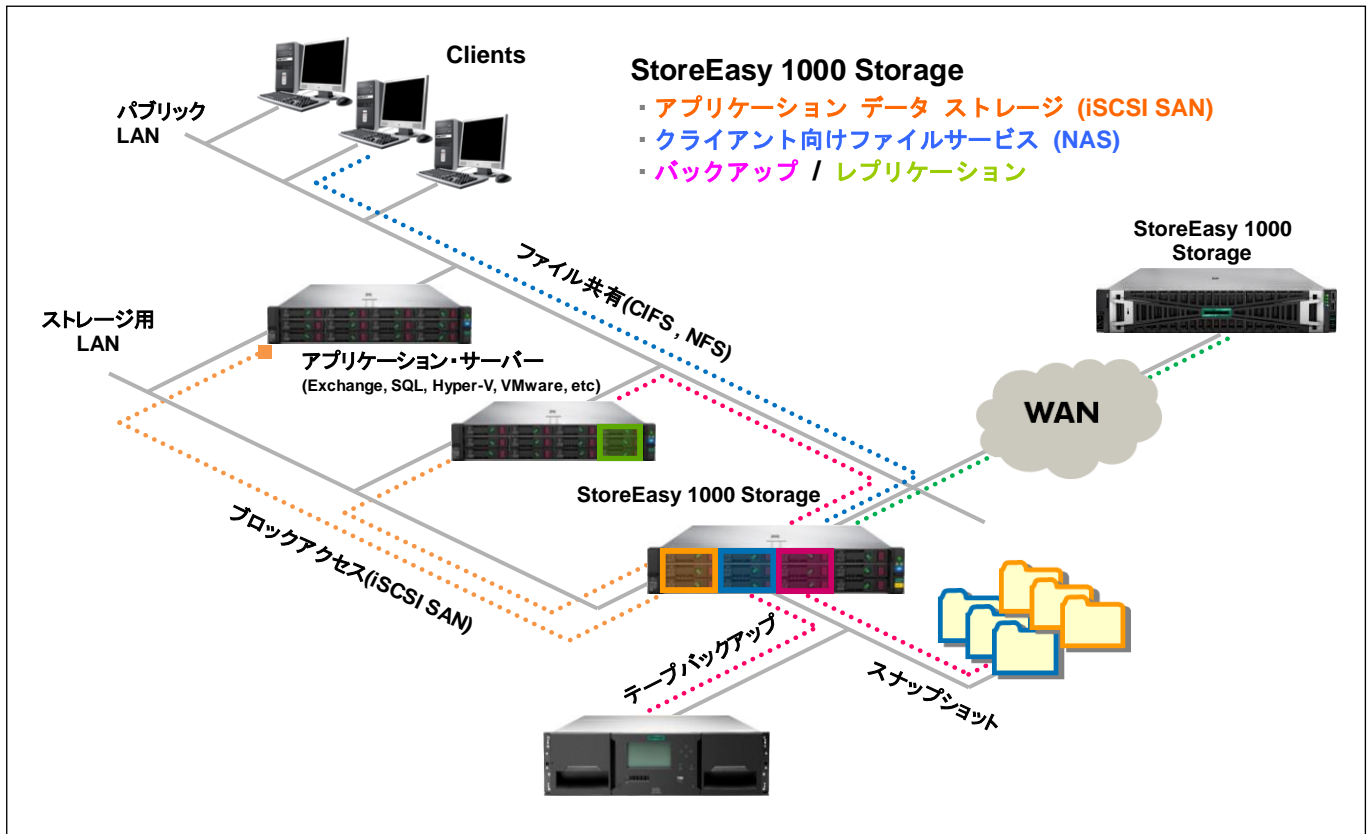 Clients
StoreEasy 1000 Storage
▪ アプリケーション データ ストレージ (iSCSI SAN)
▪ クライアント向けファイルサービス (NAS)
▪ バックアップ / レプリケーション
パブリック
LAN
StoreEasy 1000
Storage
ファイル共有(CIFS , NFS)
ストレージ用
LAN
アプリケーション・サーバー
(Exchange, SQL, Hyper-V, VMware, etc)
WAN
StoreEasy 1000 Storage
ブロックアクセス(iSCSI SAN)
テープバックアップ
スナップショット